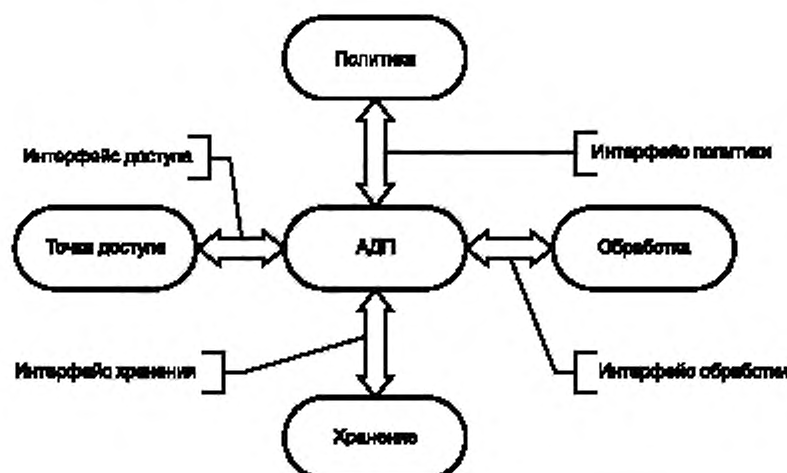 Политика
Интерфейс доступа
Интерфейс политики
Точка доступа
АДП
Обработка
Интерфейс хранения
Интерфейс обработки
Хранение